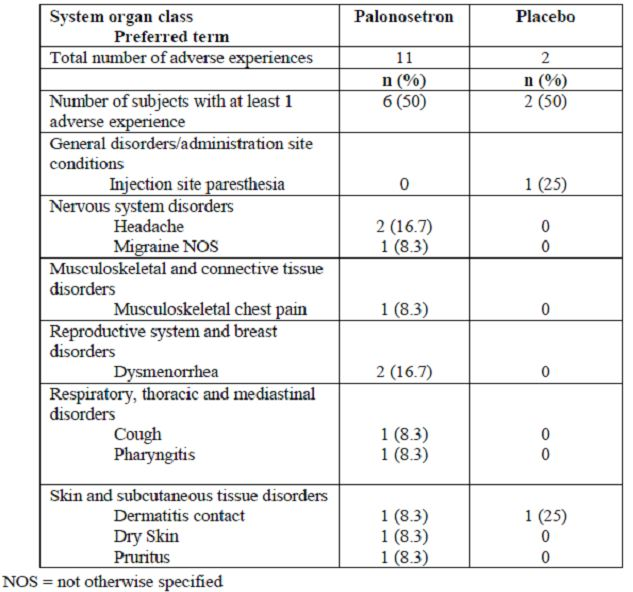 System organ class Palonosetron Placebo
Preferred term
Total number of adverse experiences 11 2
n (%) n (%)
Number of subjects with at least 1 6 (50) 2 (50)
adverse experience
General disorders/administration site
conditions
Injection site paresthesia 0 1 (25)
Nervous system disorders
Headache 2 (16.7) 0
Migraine NOS 1 (8.3) 0
Musculoskeletal and connective tissue
disorders
Musculoskeletal chest pain 1 (8.3) 0
Reproductive system and breast
disorders
Dysmenorrhea 2 (16.7) 0
Respiratory, thoracic and mediastinal
disorders
Cough 1 (8.3) 0
Pharyngitis 1 (8.3) 0
Skin and subcutaneous tissue disorders
Dermatitis contact 1 (8.3) 1 (25)
Dry Skin 1 (8.3) 0
Pruritus 1 (8.3) 0
NOS = not otherwise specified